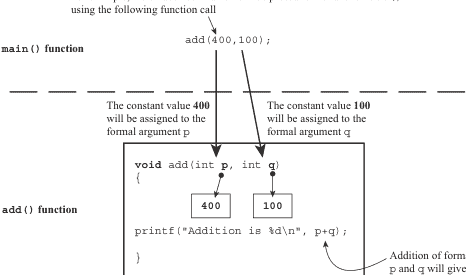 using the following function call
add(400,100);
main() function
The constant value 400
will be assigned to the
formal argument p
The constant value 100
will be assigned to the
formal argument q
void add(int p, int q)
{
400
100
add() function
printf("Addition is %d\n", p+q);
}
Addition of form
p and q will give